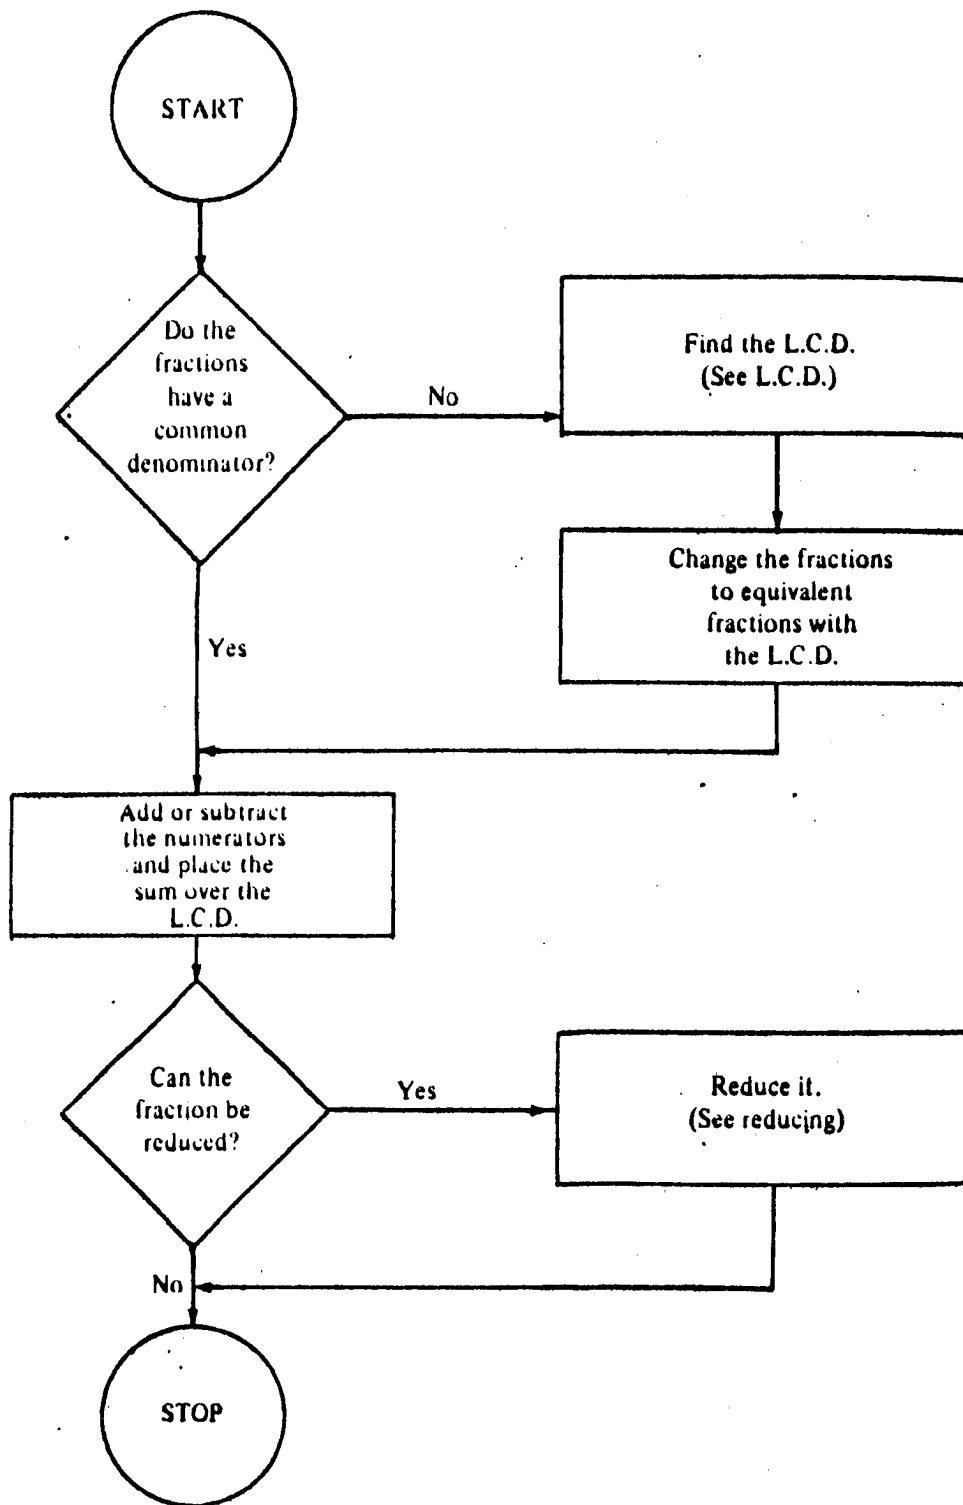 START
Do the
fractions
have a
common
denominator?
No
Find the L.C.D.
(See L.C.D.)
Change the fractions
to equivalent
fractions with
the L.C.D.
Yes
Add or subtract
the numerators
and place the
sum over the
L.C.D.
Can the
fraction be
reduced?
Yes
Reduce it.
(See reducing)
No
STOP